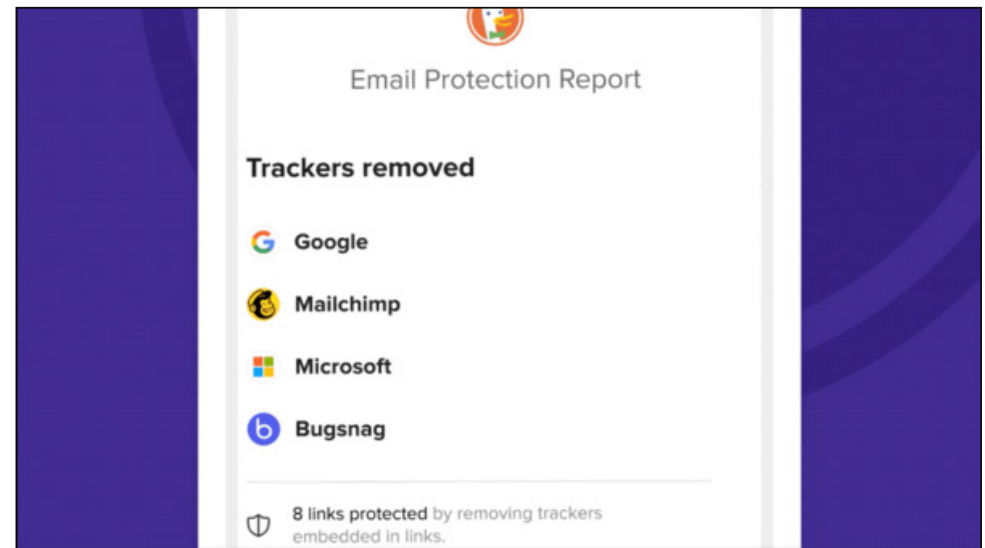 Email Protection Report
Trackers removed
Google
Mailchimp
Microsoft
Bugsnag
8 links protected by removing trackers
embedded in links.